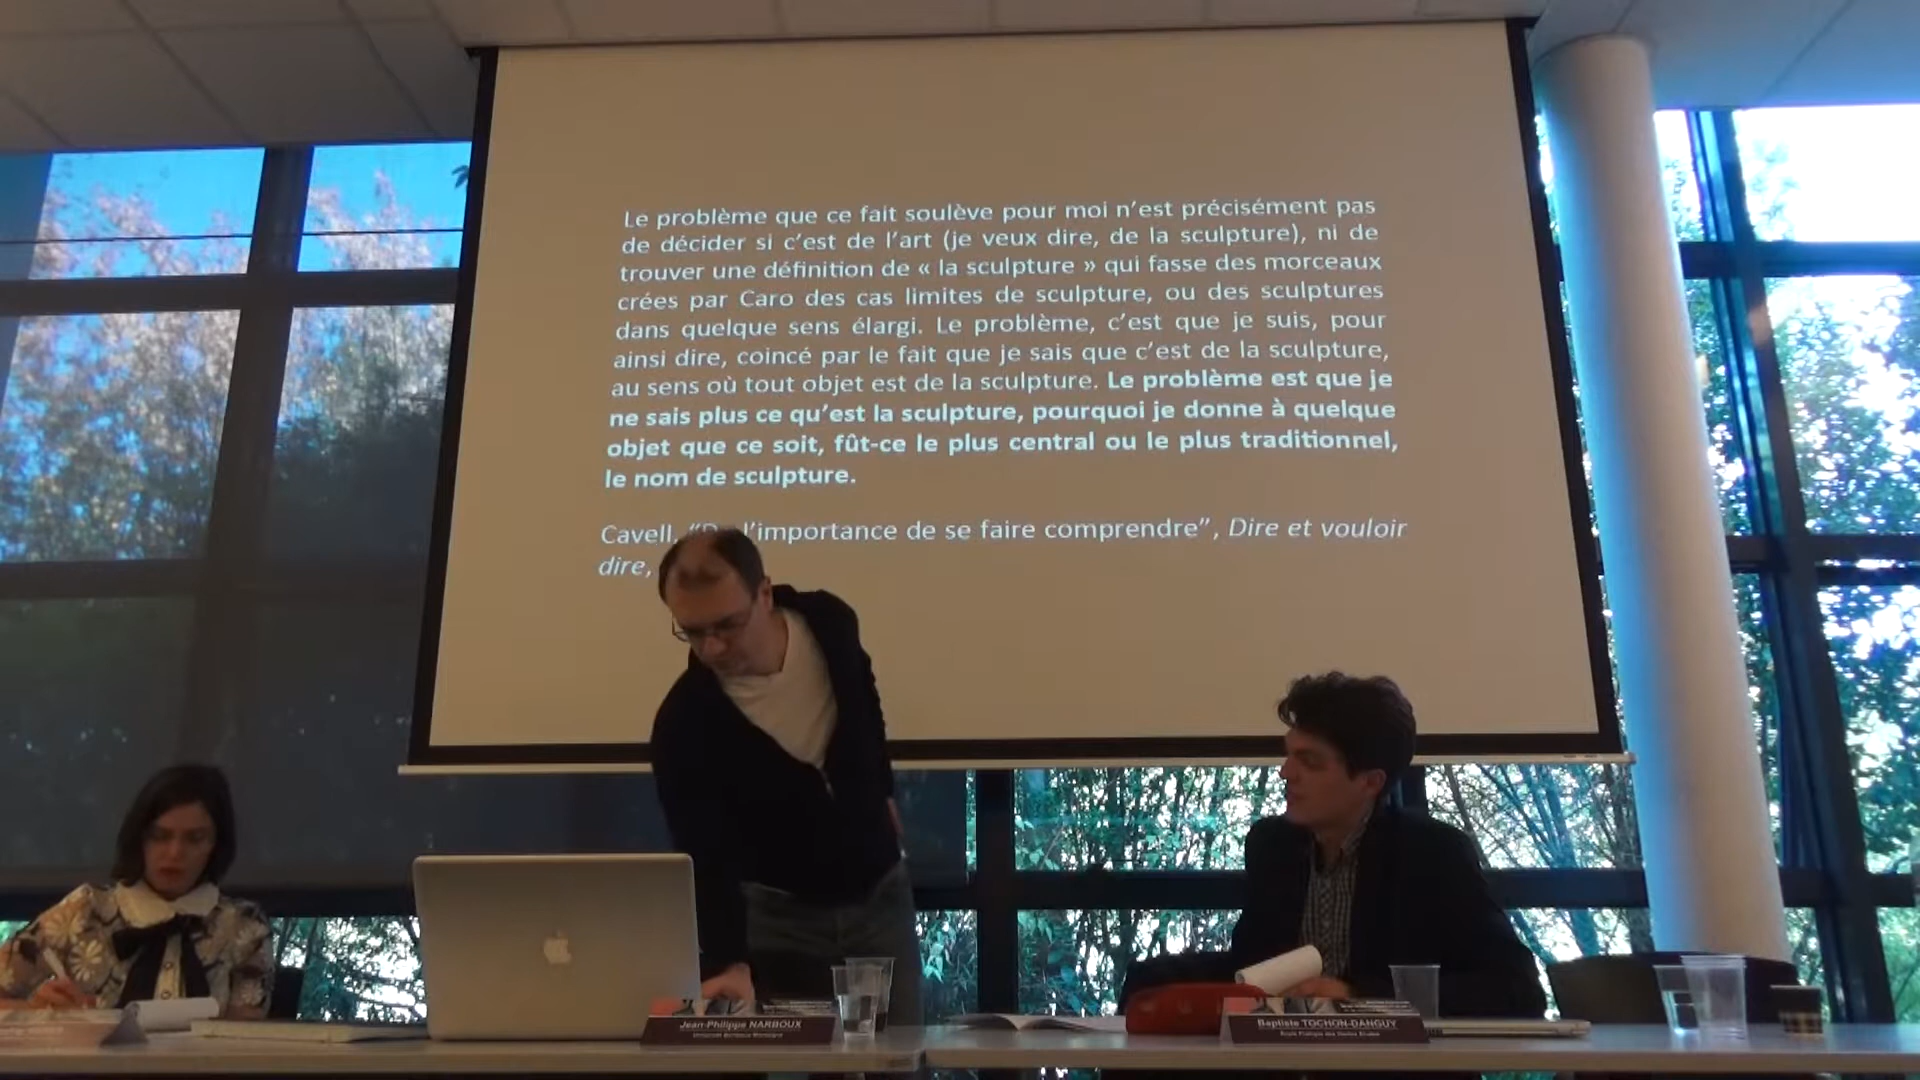 Le problème que ce fait soulève pour moi n'est précisément pas
de décider si c'est de l'art (je veux dire, de la sculpture), ni de
trouver une définition de « la sculpture » qui fasse des morceaux
crées par Caro des cas limites de sculpture, ou des sculptures
dans quelque sens élargi. Le problème, c'est que je suis, pour
ainsi dire, coincé par le fait que je sais que c'est de la sculpture,
au sens où tout objet est de la sculpture. Le problème est que je
ne sais plus ce qu'est la sculpture, pourquoi je donne à quelque
objet que ce soit, fût-ce le plus central ou le plus traditionnel,
le nom de sculpture.
Cavell, "De l'importance de se faire comprendre", Dire et vouloir
dire,
Jean-Philippe NARBOUX
Baptiste TOCHON-DANGUY